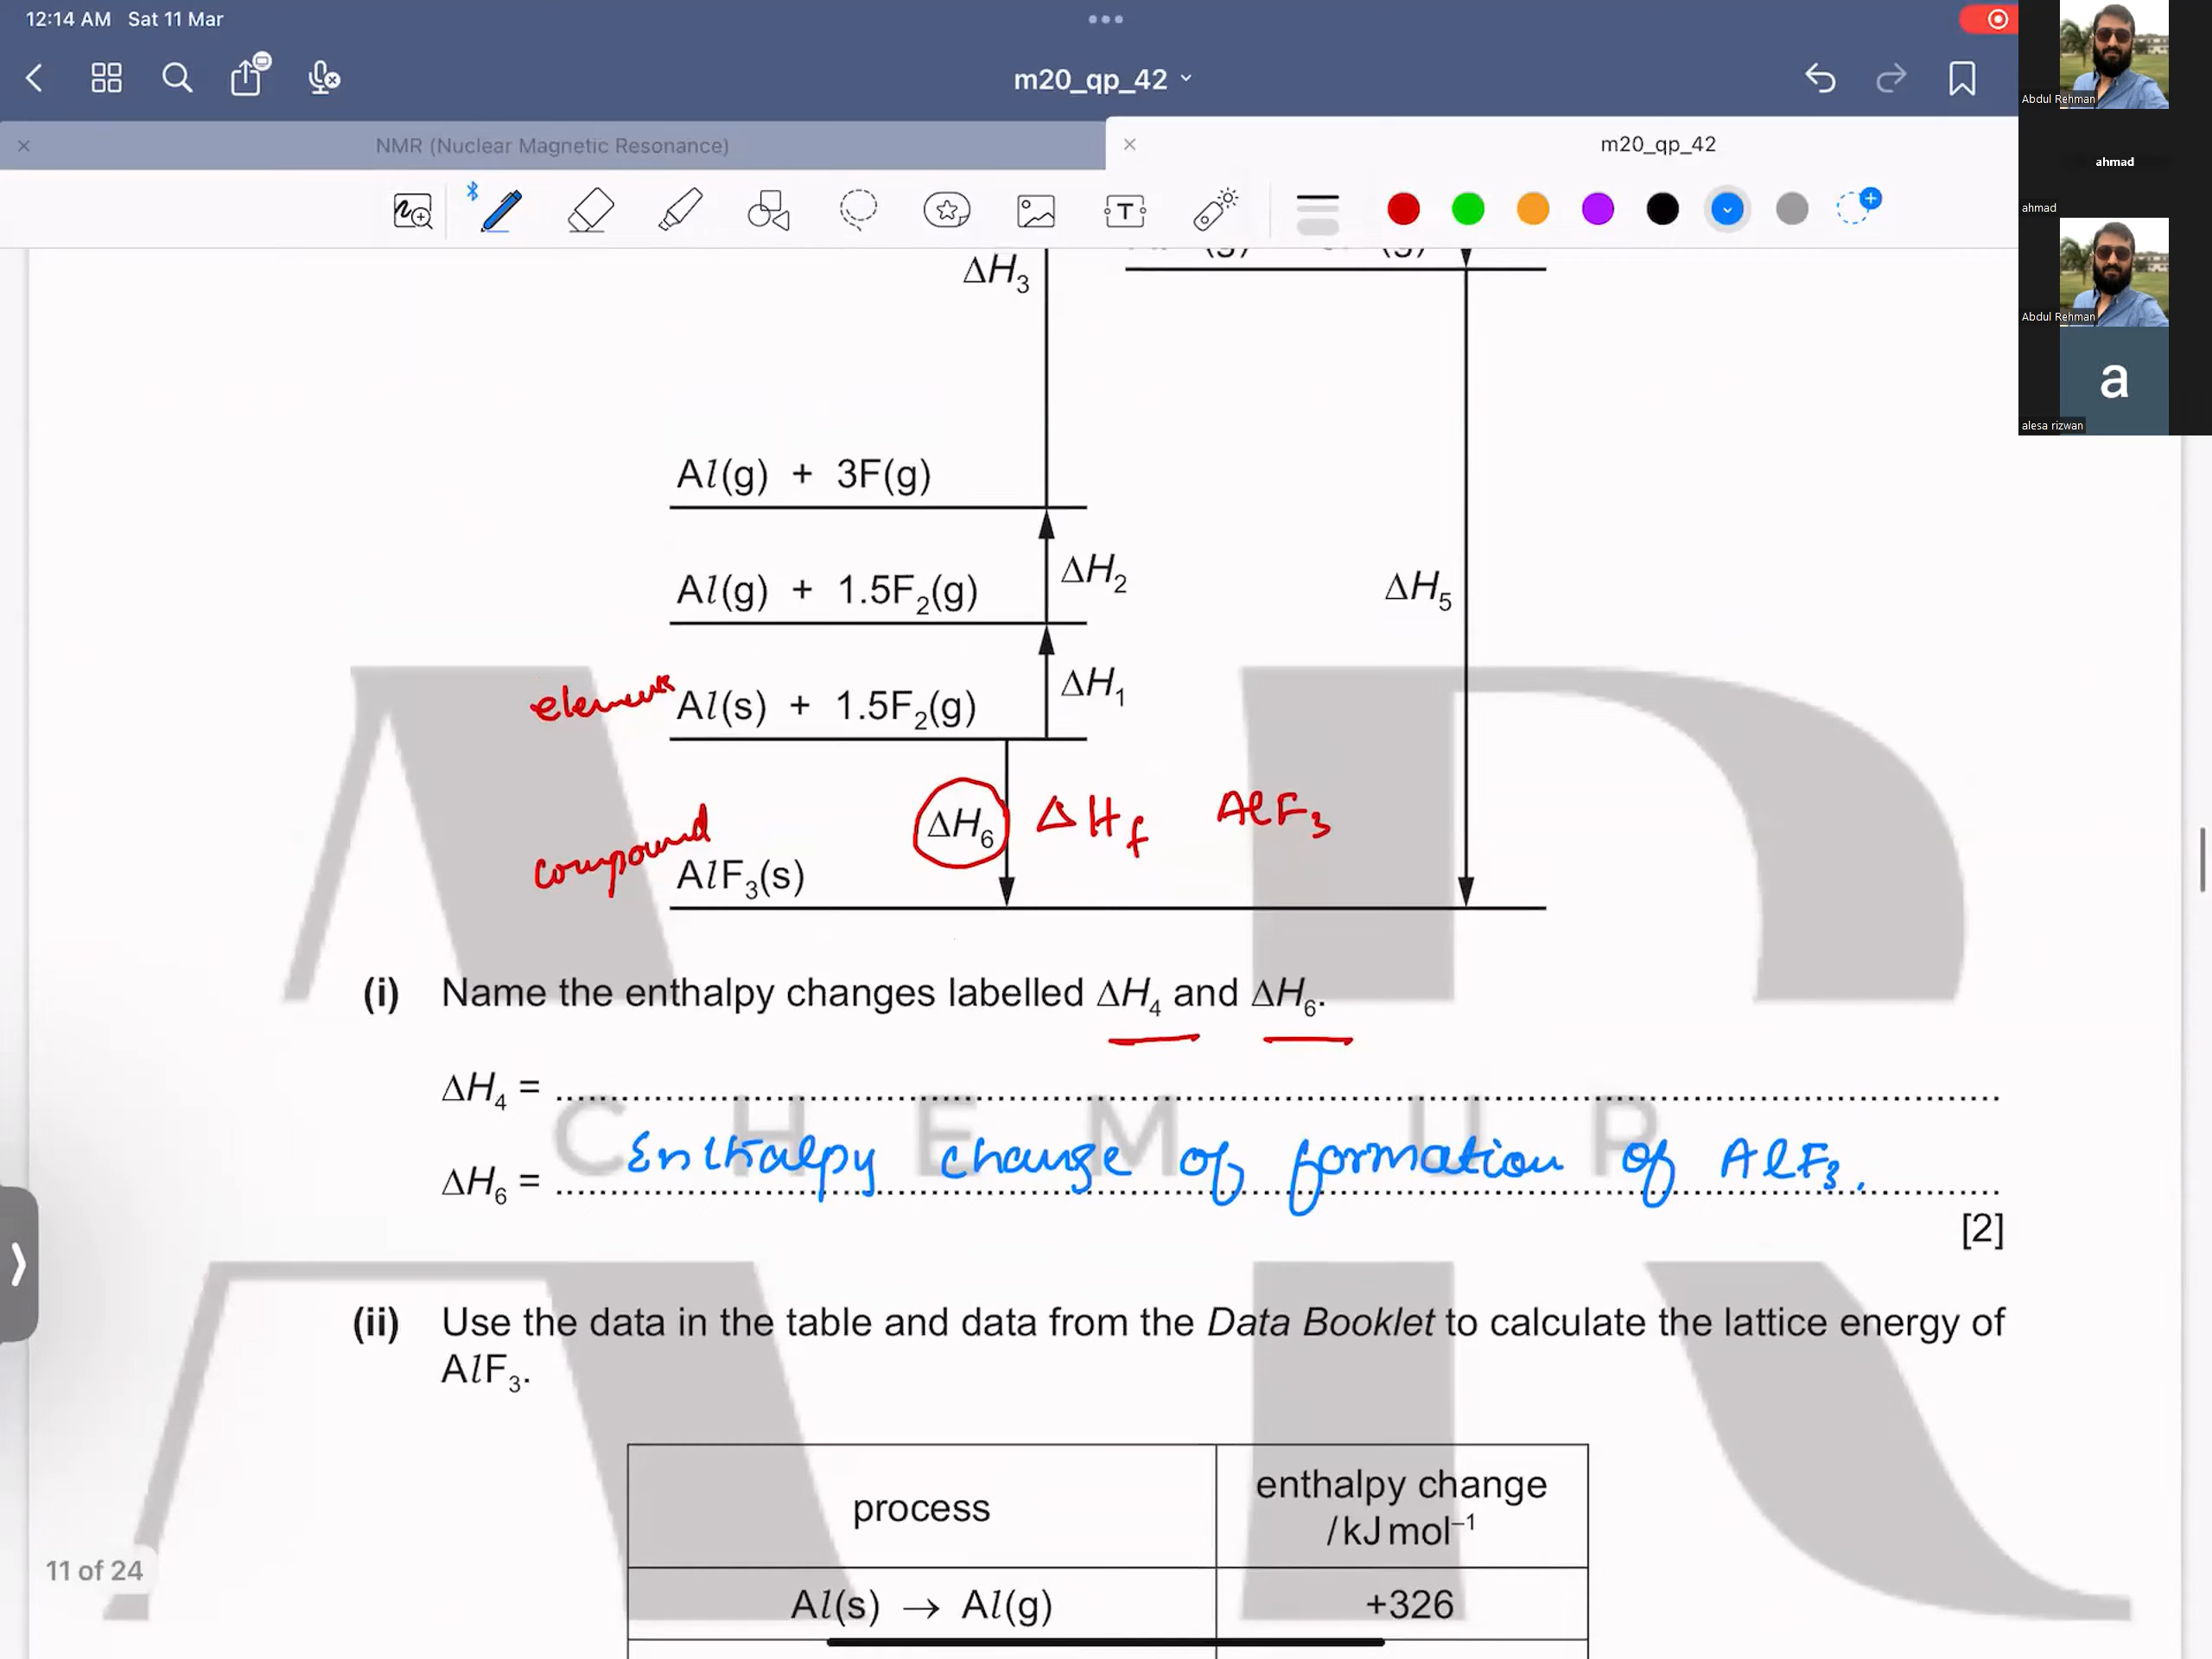 12:14 AM Sat 11 Mar
m20_qp_42
NMR (Nuclear Magnetic Resonance)
m20_qp_42
Abdul Rehman
ahmad
ahmad
Abdul Rehman
a
alesa rizwan
T
ΔH₃
(g) (g)
Al(g) + 3F(g)
ΔH₂
Al(g) + 1.5F₂(g)
ΔH₅
ΔH₁
elements Al(s) + 1.5F₂(g)
ΔH₆ ΔHf AlF₃
compound AlF₃(s)
(i) Name the enthalpy changes labelled ΔH₄ and ΔH₆.
ΔH₄ =
CHEM UP
ΔH₆ = Enthalpy change of formation of AlF₃.
[2]
(ii) Use the data in the table and data from the Data Booklet to calculate the lattice energy of
AlF₃.
process
enthalpy change
/kJ mol⁻¹
Al(s) → Al(g)
+326
11 of 24